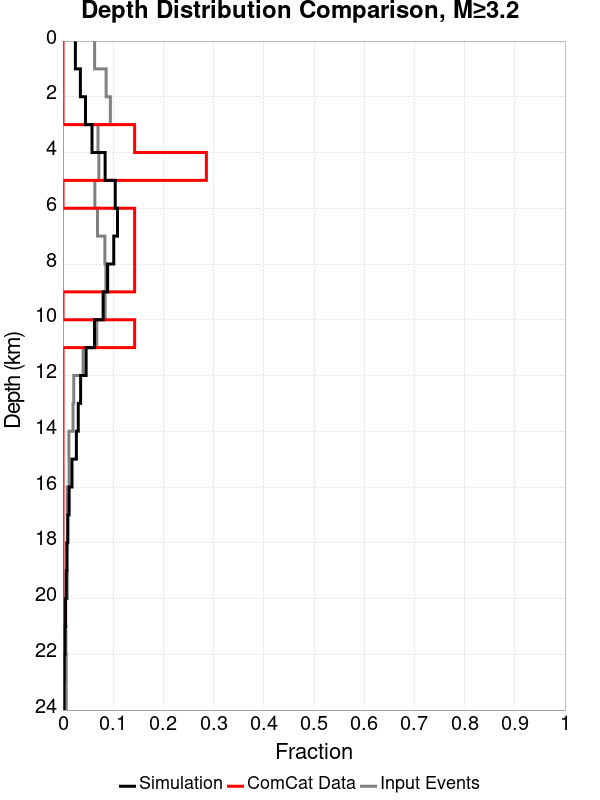 Depth Distribution Comparison, M≥3.2
0
2
4
6
8
10
12
14
16
18
20
22
24
Depth (km)
0 0.1 0.2 0.3 0.4 0.5 0.6 0.7 0.8 0.9 1
Fraction
Simulation ComCat Data Input Events